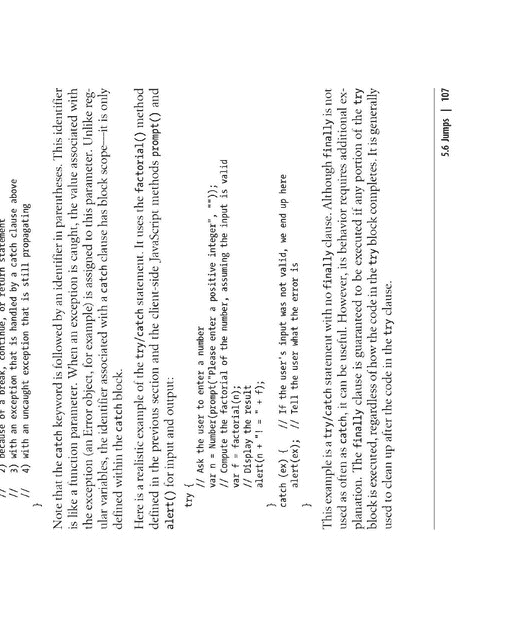 //    2) because of a break, continue, or return statement
//    3) with an exception that is handled by a catch clause above
//    4) with an uncaught exception that is still propagating
}
Note that the catch keyword is followed by an identifier in parentheses. This identifier
is like a function parameter. When an exception is caught, the value associated with
the exception (an Error object, for example) is assigned to this parameter. Unlike reg-
ular variables, the identifier associated with a catch clause has block scope—it is only
defined within the catch block.
Here is a realistic example of the try/catch statement. It uses the factorial() method
defined in the previous section and the client-side JavaScript methods prompt() and
alert() for input and output:
try {
// Ask the user to enter a number
var n = Number(prompt("Please enter a positive integer", ""));
// Compute the factorial of the number, assuming the input is valid
var f = factorial(n);
// Display the result
alert(n + "! = " + f);
}
catch (ex) {    // If the user's input was not valid, we end up here
alert(ex);  // Tell the user what the error is
}
This example is a try/catch statement with no finally clause. Although finally is not
used as often as catch, it can be useful. However, its behavior requires additional ex-
planation. The finally clause is guaranteed to be executed if any portion of the try
block is executed, regardless of how the code in the try block completes. It is generally
used to clean up after the code in the try clause.
5.6 Jumps | 107